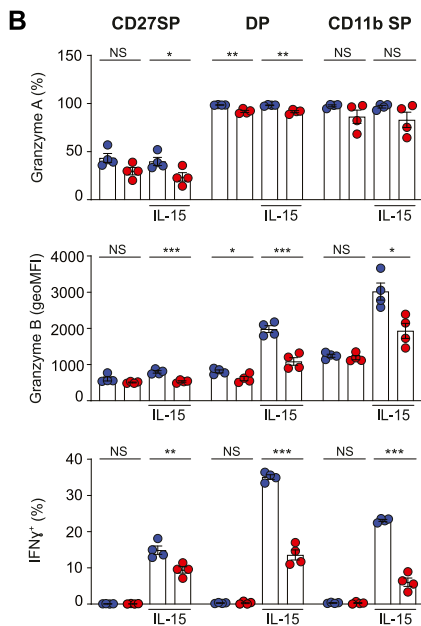 B
CD27SP DP CD11b SP
NS * ** ** NS NS
Granzyme A (%)
150
100
50
0
IL-15 IL-15 IL-15
NS *** * *** NS *
Granzyme B (geoMFI)
4000
3000
2000
1000
0
IL-15 IL-15 IL-15
NS ** NS *** NS ***
IFNγ+ (%)
40
30
20
10
0
IL-15 IL-15 IL-15